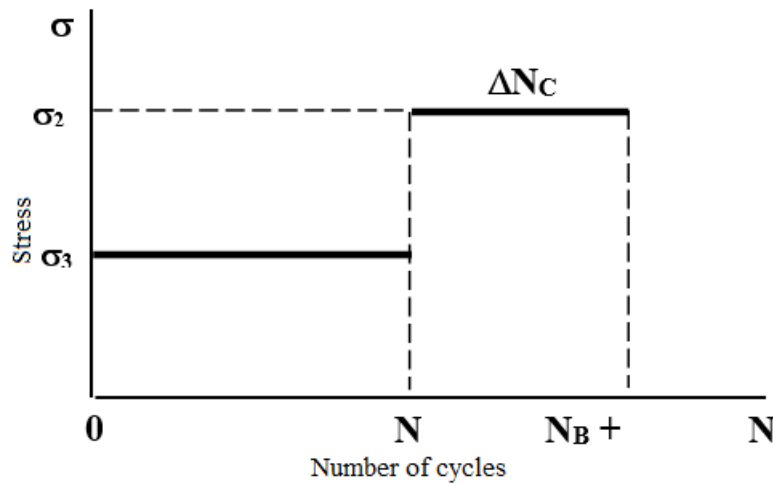 σ
ΔNC
σ2
Stress
σ3
0 N NB + N
Number of cycles